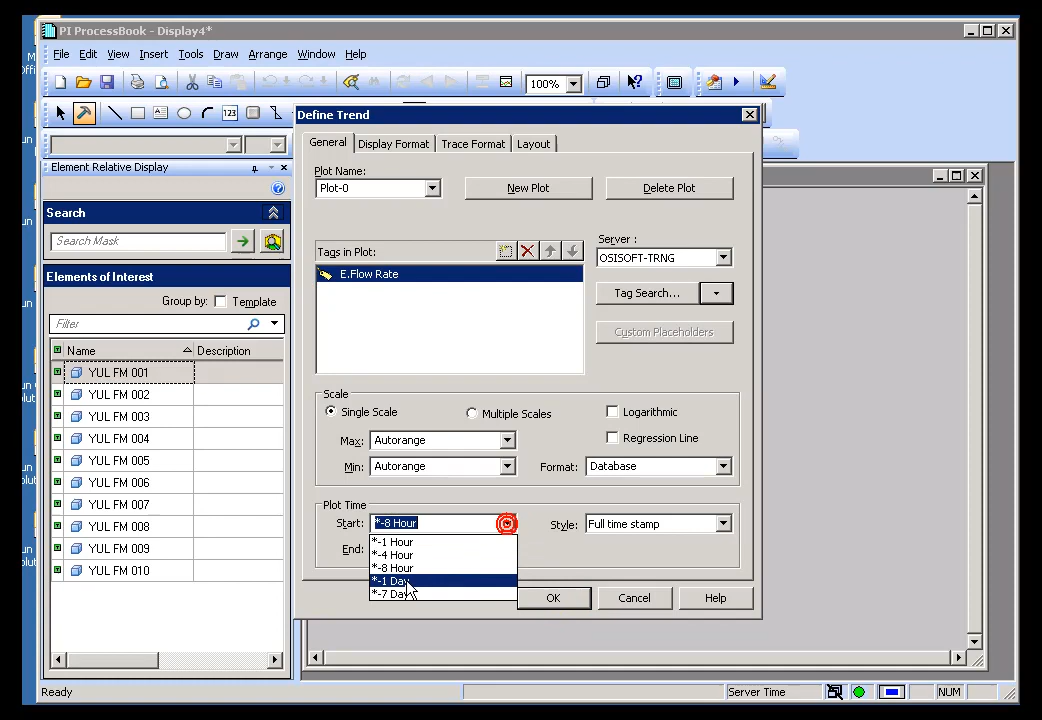 PI ProcessBook - Display4*
File Edit View Insert Tools Draw Arrange Window Help
100%
123
Define Trend
General Display Format Trace Format Layout
Element Relative Display
Plot Name:
Plot-0
New Plot
Delete Plot
Search
Search Mask
Tags in Plot:
Server :
OSISOFT-TRNG
E.Flow Rate
Tag Search...
Custom Placeholders
Elements of Interest
Group by: Template
Filter
Name Description
YUL FM 001
YUL FM 002
YUL FM 003
YUL FM 004
YUL FM 005
YUL FM 006
YUL FM 007
YUL FM 008
YUL FM 009
YUL FM 010
Scale
Single Scale
Multiple Scales
Logarithmic
Regression Line
Max: Autorange
Min: Autorange
Format: Database
Plot Time
Start: *-8 Hour
Style: Full time stamp
End:
*-1 Hour
*-4 Hour
*-8 Hour
*-1 Day
*-7 Day
OK
Cancel
Help
Ready
Server Time
NUM